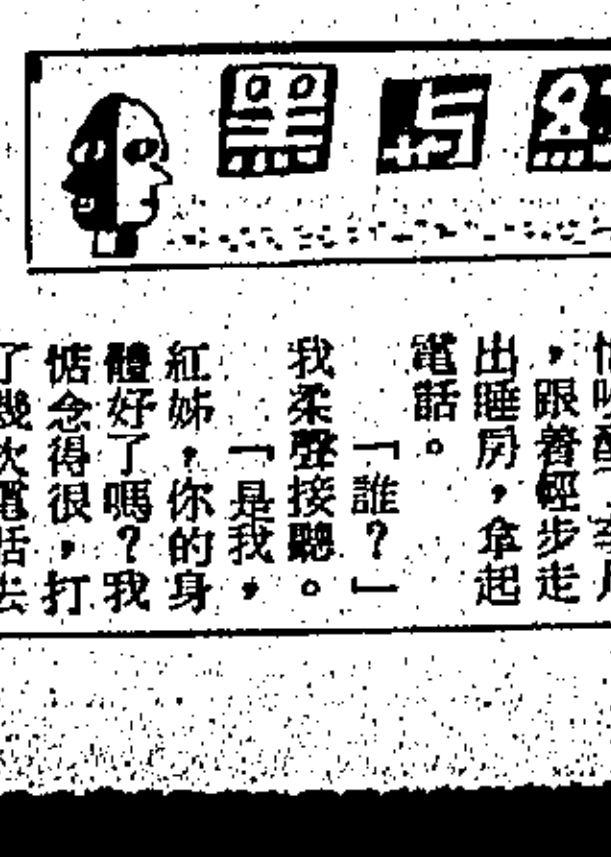 黑与
，跟着輕步走
出睡房，拿起
電話。
「誰？」
我柔聲接聽。
「是我，
紅姊，你的身
體好了嗎？我
惦念得很，打
了幾次電話去